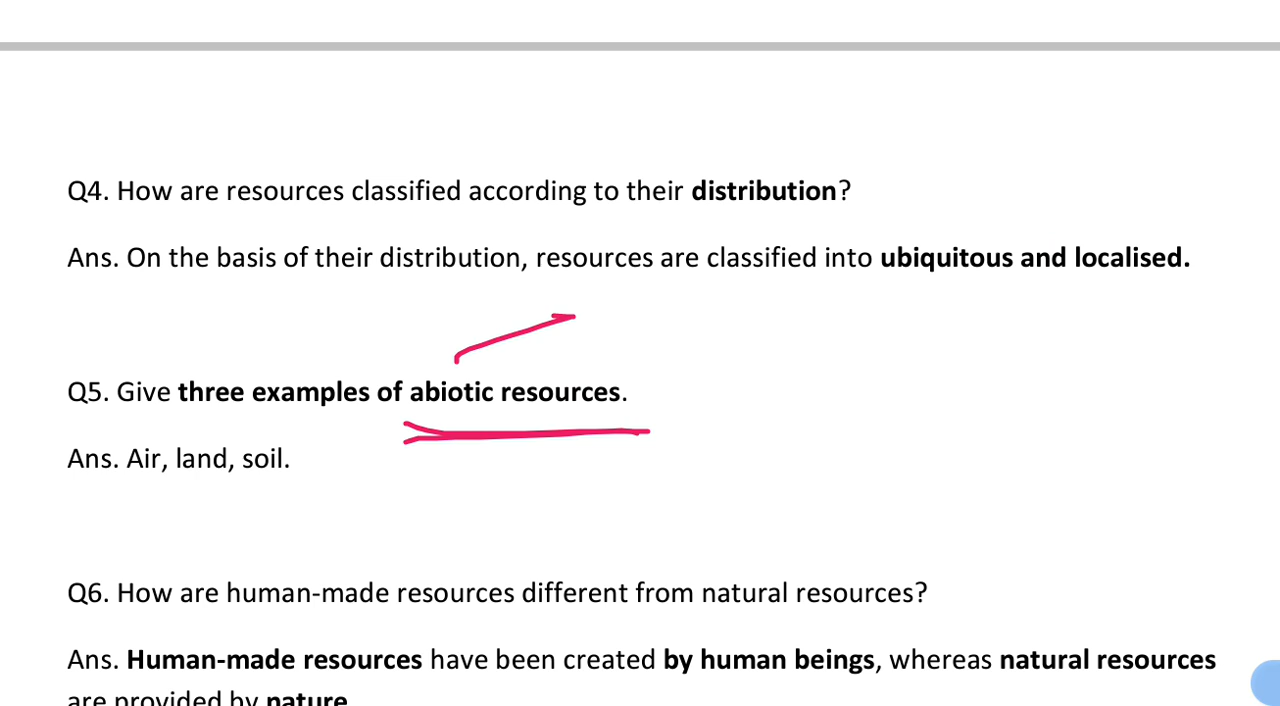 Q4. How are resources classified according to their distribution?
Ans. On the basis of their distribution, resources are classified into ubiquitous and localised.
Q5. Give three examples of abiotic resources.
Ans. Air, land, soil.
Q6. How are human-made resources different from natural resources?
Ans. Human-made resources have been created by human beings, whereas natural resources
are provided by nature